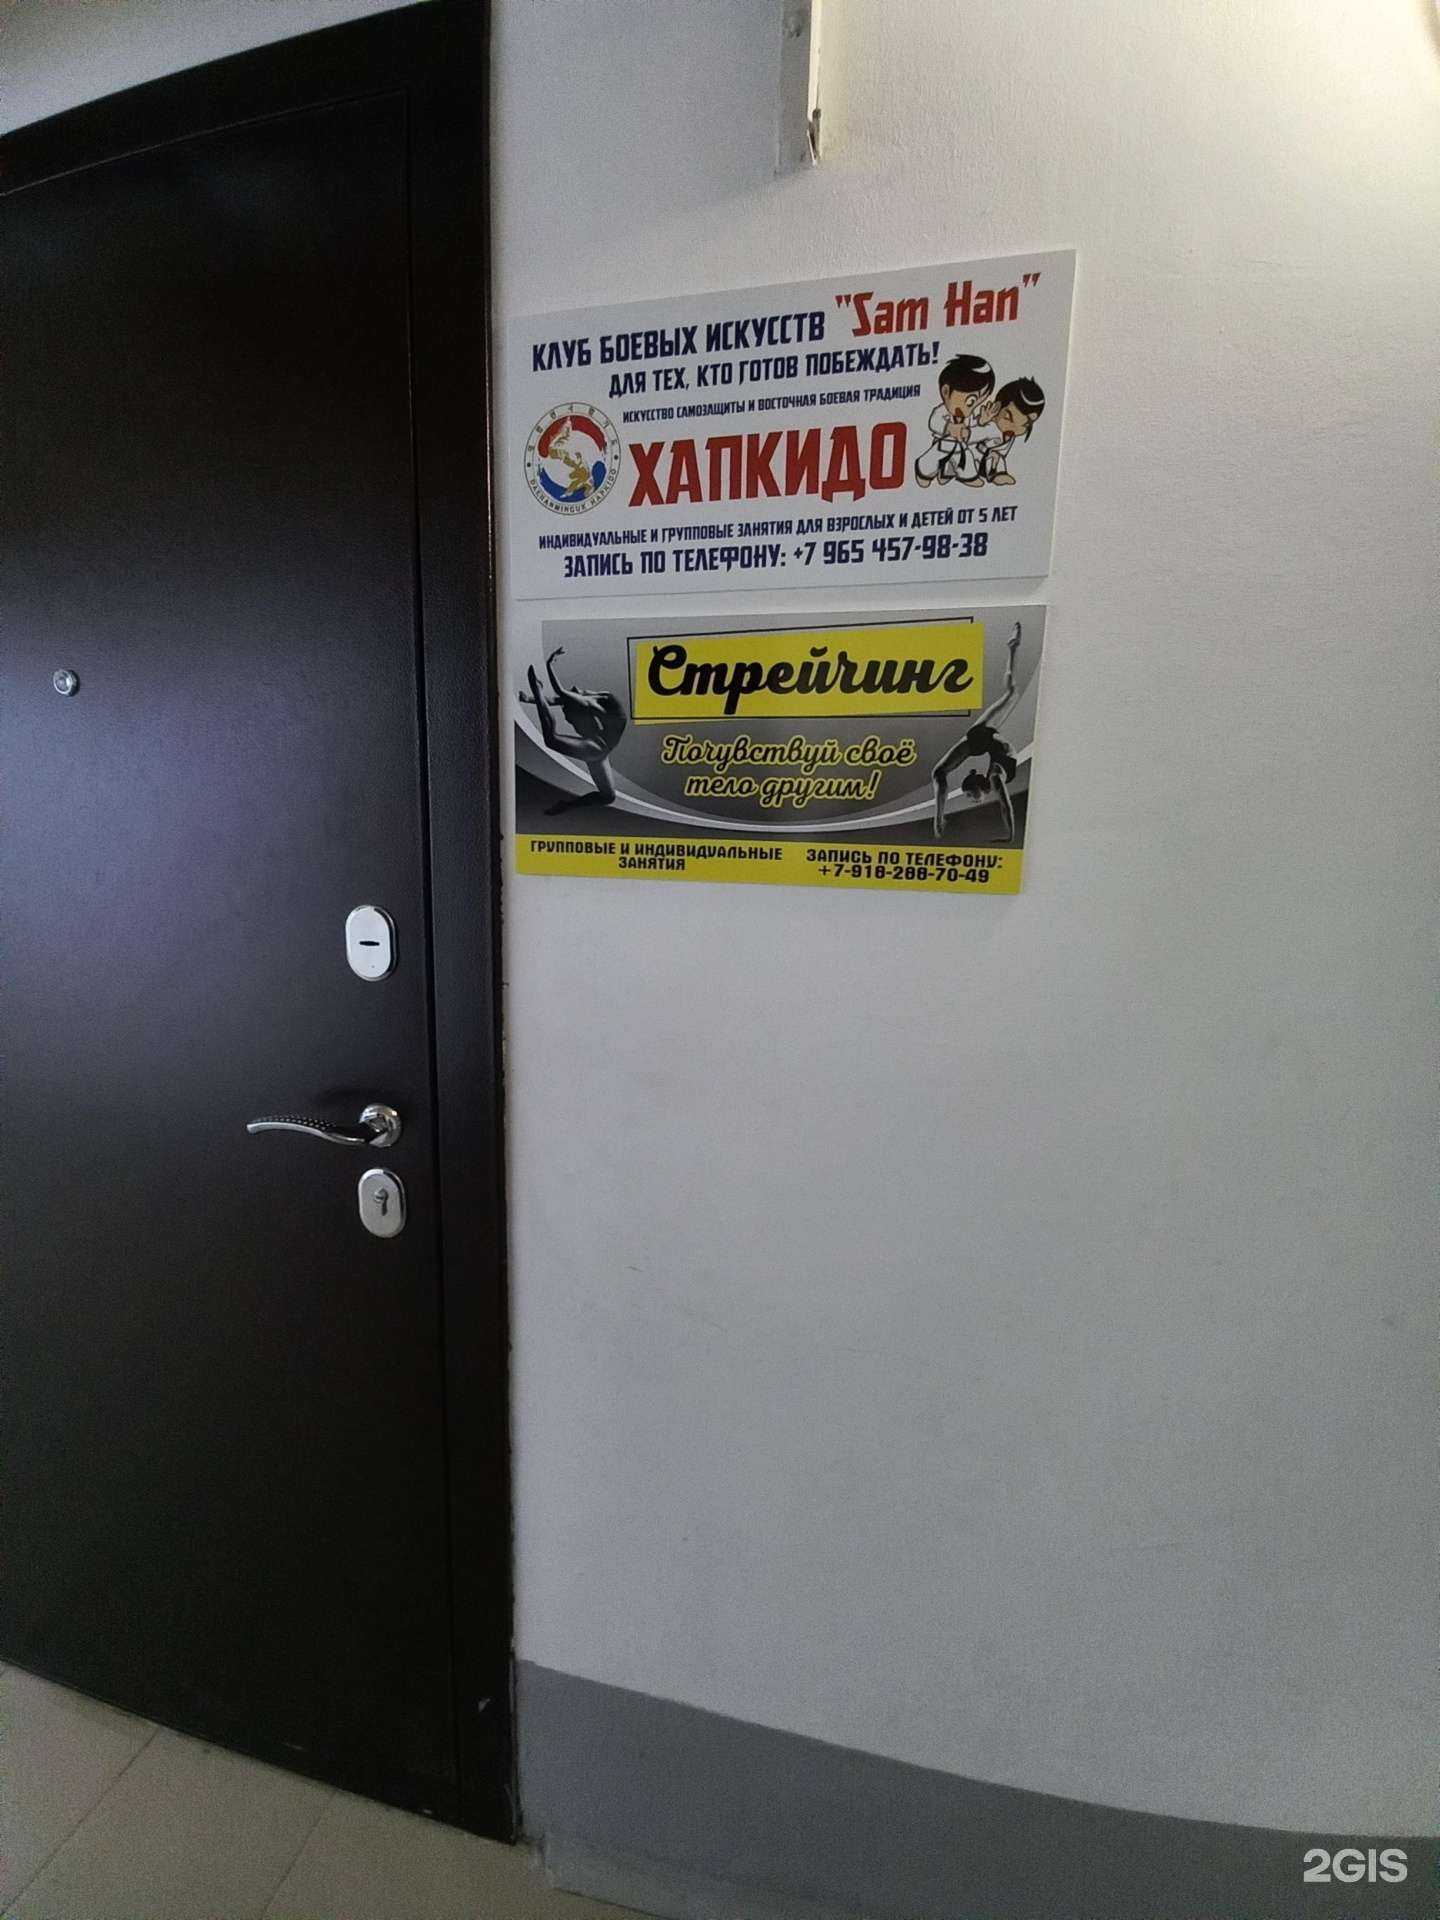 КЛУБ БОЕВЫХ ИСКУССТВ "Sam Han"
ДЛЯ ТЕХ, КТО ГОТОВ ПОБЕЖДАТЬ!
ИСКУССТВО САМОЗАЩИТЫ И ВОСТОЧНАЯ БОЕВАЯ ТРАДИЦИЯ
ХАПКИДО
DAEHANMINGUK HAPKIDO
ИНДИВИДУАЛЬНЫЕ И ГРУППОВЫЕ ЗАНЯТИЯ ДЛЯ ВЗРОСЛЫХ И ДЕТЕЙ ОТ 5 ЛЕТ
ЗАПИСЬ ПО ТЕЛЕФОНУ: +7 965 457-98-38
Стрейчинг
Почувствуй своё
тело другим!
ГРУППОВЫЕ И ИНДИВИДУАЛЬНЫЕ
ЗАНЯТИЯ
ЗАПИСЬ ПО ТЕЛЕФОНУ:
+7-918-288-70-49
2GIS